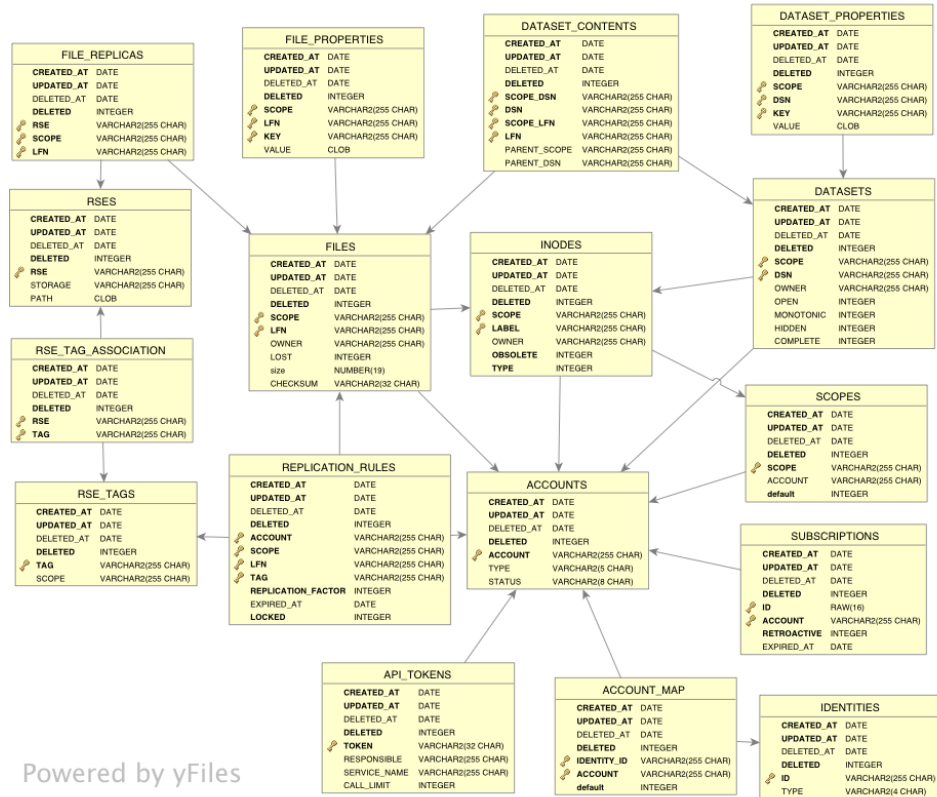 FILE_REPLICAS
CREATED_AT DATE
UPDATED_AT DATE
DELETED_AT DATE
DELETED INTEGER
RSE VARCHAR2(255 CHAR)
SCOPE VARCHAR2(255 CHAR)
LFN VARCHAR2(255 CHAR)
FILE_PROPERTIES
CREATED_AT DATE
UPDATED_AT DATE
DELETED_AT DATE
DELETED INTEGER
SCOPE VARCHAR2(255 CHAR)
LFN VARCHAR2(255 CHAR)
KEY VARCHAR2(255 CHAR)
VALUE CLOB
DATASET_CONTENTS
CREATED_AT DATE
UPDATED_AT DATE
DELETED_AT DATE
DELETED INTEGER
SCOPE_DSN VARCHAR2(255 CHAR)
DSN VARCHAR2(255 CHAR)
SCOPE_LFN VARCHAR2(255 CHAR)
LFN VARCHAR2(255 CHAR)
PARENT_SCOPE VARCHAR2(255 CHAR)
PARENT_DSN VARCHAR2(255 CHAR)
DATASET_PROPERTIES
CREATED_AT DATE
UPDATED_AT DATE
DELETED_AT DATE
DELETED INTEGER
SCOPE VARCHAR2(255 CHAR)
DSN VARCHAR2(255 CHAR)
KEY VARCHAR2(255 CHAR)
VALUE CLOB
RSES
CREATED_AT DATE
UPDATED_AT DATE
DELETED_AT DATE
DELETED INTEGER
RSE VARCHAR2(255 CHAR)
STORAGE VARCHAR2(255 CHAR)
PATH CLOB
FILES
CREATED_AT DATE
UPDATED_AT DATE
DELETED_AT DATE
DELETED INTEGER
SCOPE VARCHAR2(255 CHAR)
LFN VARCHAR2(255 CHAR)
OWNER VARCHAR2(255 CHAR)
LOST INTEGER
size NUMBER(19)
CHECKSUM VARCHAR2(32 CHAR)
INODES
CREATED_AT DATE
UPDATED_AT DATE
DELETED_AT DATE
DELETED INTEGER
SCOPE VARCHAR2(255 CHAR)
LABEL VARCHAR2(255 CHAR)
OWNER VARCHAR2(255 CHAR)
OBSOLETE INTEGER
TYPE INTEGER
DATASETS
CREATED_AT DATE
UPDATED_AT DATE
DELETED_AT DATE
DELETED INTEGER
SCOPE VARCHAR2(255 CHAR)
DSN VARCHAR2(255 CHAR)
OWNER VARCHAR2(255 CHAR)
OPEN INTEGER
MONOTONIC INTEGER
HIDDEN INTEGER
COMPLETE INTEGER
RSE_TAG_ASSOCIATION
CREATED_AT DATE
UPDATED_AT DATE
DELETED_AT DATE
DELETED INTEGER
RSE VARCHAR2(255 CHAR)
TAG VARCHAR2(255 CHAR)
SCOPES
CREATED_AT DATE
UPDATED_AT DATE
DELETED_AT DATE
DELETED INTEGER
SCOPE VARCHAR2(255 CHAR)
ACCOUNT VARCHAR2(255 CHAR)
default INTEGER
RSE_TAGS
CREATED_AT DATE
UPDATED_AT DATE
DELETED_AT DATE
DELETED INTEGER
TAG VARCHAR2(255 CHAR)
SCOPE VARCHAR2(255 CHAR)
REPLICATION_RULES
CREATED_AT DATE
UPDATED_AT DATE
DELETED_AT DATE
DELETED INTEGER
ACCOUNT VARCHAR2(255 CHAR)
SCOPE VARCHAR2(255 CHAR)
LFN VARCHAR2(255 CHAR)
TAG VARCHAR2(255 CHAR)
REPLICATION_FACTOR INTEGER
EXPIRED_AT DATE
LOCKED INTEGER
ACCOUNTS
CREATED_AT DATE
UPDATED_AT DATE
DELETED_AT DATE
DELETED INTEGER
ACCOUNT VARCHAR2(255 CHAR)
TYPE VARCHAR2(5 CHAR)
STATUS VARCHAR2(8 CHAR)
SUBSCRIPTIONS
CREATED_AT DATE
UPDATED_AT DATE
DELETED_AT DATE
DELETED INTEGER
ID RAW(16)
ACCOUNT VARCHAR2(255 CHAR)
RETROACTIVE INTEGER
EXPIRED_AT DATE
API_TOKENS
CREATED_AT DATE
UPDATED_AT DATE
DELETED_AT DATE
DELETED INTEGER
TOKEN VARCHAR2(32 CHAR)
RESPONSIBLE VARCHAR2(255 CHAR)
SERVICE_NAME VARCHAR2(255 CHAR)
CALL_LIMIT INTEGER
ACCOUNT_MAP
CREATED_AT DATE
UPDATED_AT DATE
DELETED_AT DATE
DELETED INTEGER
IDENTITY_ID VARCHAR2(255 CHAR)
ACCOUNT VARCHAR2(255 CHAR)
default INTEGER
IDENTITIES
CREATED_AT DATE
UPDATED_AT DATE
DELETED_AT DATE
DELETED INTEGER
ID VARCHAR2(255 CHAR)
TYPE VARCHAR2(4 CHAR)
Powered by yFiles